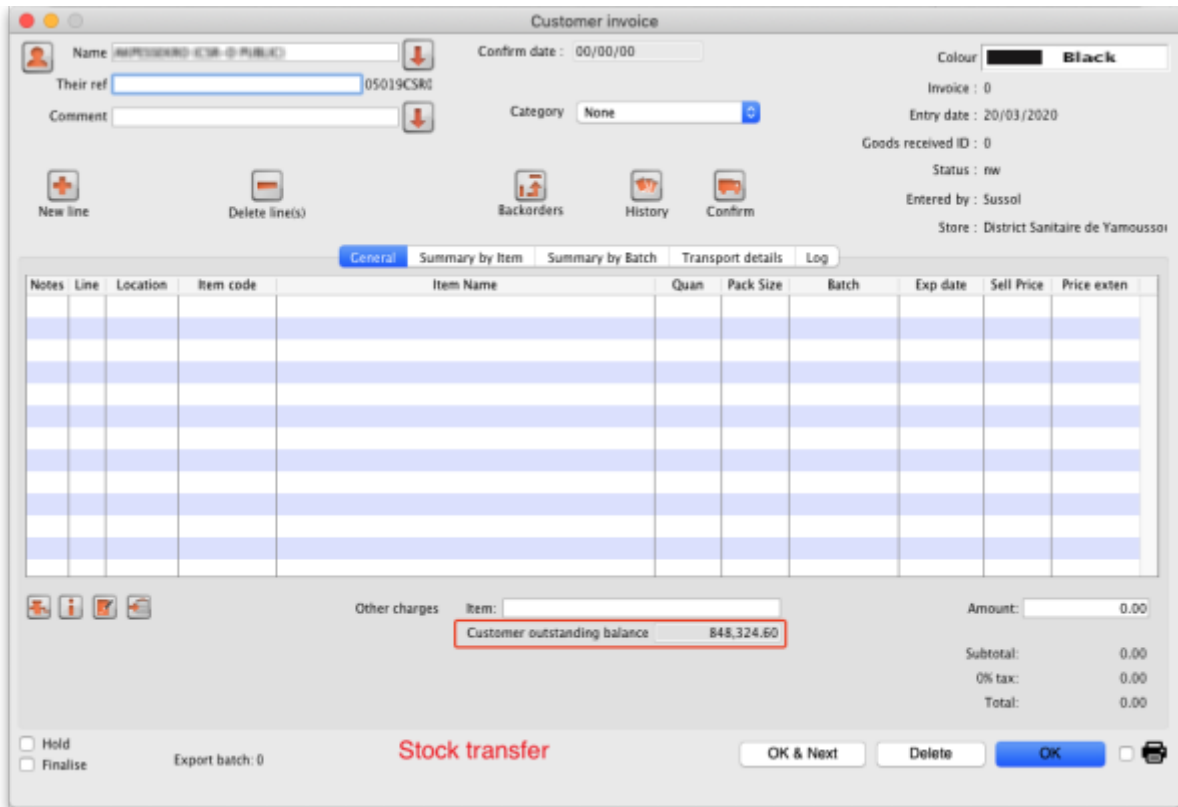 Customer invoice
Name
Confirm date : 00/00/00
Colour Black
Their ref 05019CSR0
Invoice : 0
Comment
Category None
Entry date : 20/03/2020
Goods received ID : 0
Status : nw
New line Delete line(s) Backorders History Confirm
Entered by : Sussol
Store : District Sanitaire de Yamoussou
General Summary by Item Summary by Batch Transport details Log
Notes Line Location Item code Item Name Quan Pack Size Batch Exp date Sell Price Price exten
Other charges Item: Amount: 0.00
Customer outstanding balance 848,324.60
Subtotal: 0.00
0% tax: 0.00
Total: 0.00
Hold
Finalise
Export batch: 0
Stock transfer
OK & Next Delete OK